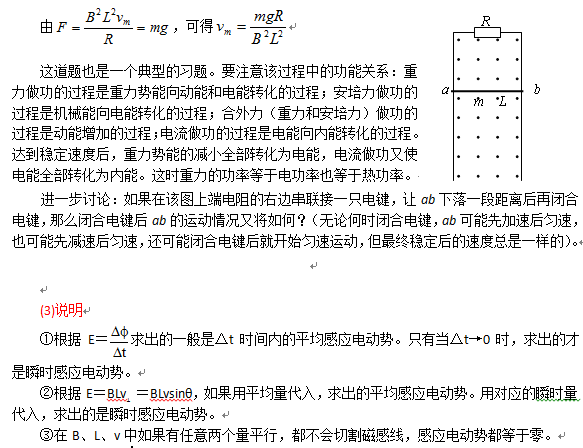 由 F = B²L²vₘ/R = mg ，可得 vₘ = mgR/B²L²
R
a
b
m L
这道题也是一个典型的习题。要注意该过程中的功能关系：重
力做功的过程是重力势能向动能和电能转化的过程；安培力做功的
过程是机械能向电能转化的过程；合外力（重力和安培力）做功的
过程是动能增加的过程；电流做功的过程是电能向内能转化的过程。
达到稳定速度后，重力势能的减小全部转化为电能，电流做功又使
电能全部转化为内能。这时重力的功率等于电功率也等于热功率。
进一步讨论：如果在该图上端电阻的右边串联接一只电键，让 ab 下落一段距离后再闭合
电键，那么闭合电键后 ab 的运动情况又将如何？（无论何时闭合电键，ab 可能先加速后匀速，
也可能先减速后匀速，还可能闭合电键后就开始匀速运动，但最终稳定后的速度总是一样的）。
(3)说明
①根据 E＝Δϕ/Δt求出的一般是△t 时间内的平均感应电动势。只有当△t→0 时，求出的才
是瞬时感应电动势。
②根据 E＝BLv⊥＝BLvsinθ，如果用平均量代入，求出的平均感应电动势。用对应的瞬时量
代入，求出的是瞬时感应电动势。
③在 B、L、v 中如果有任意两个量平行，都不会切割磁感线，感应电动势都等于零。